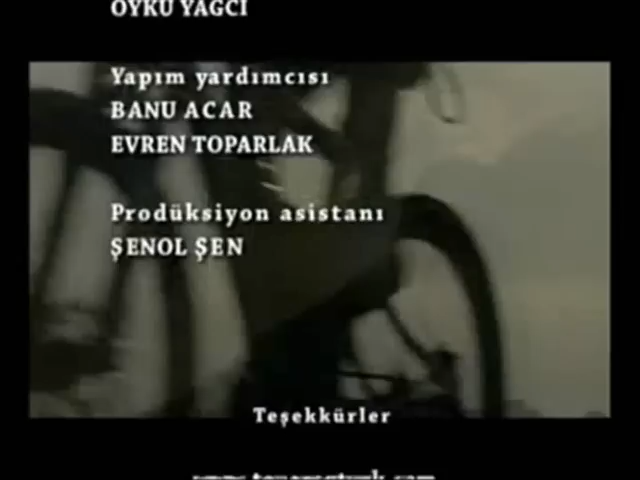 ÖYKÜ YAĞCI
Yapım yardımcısı
BANU ACAR
EVREN TOPARLAK
Prodüksiyon asistanı
ŞENOL ŞEN
Teşekkürler